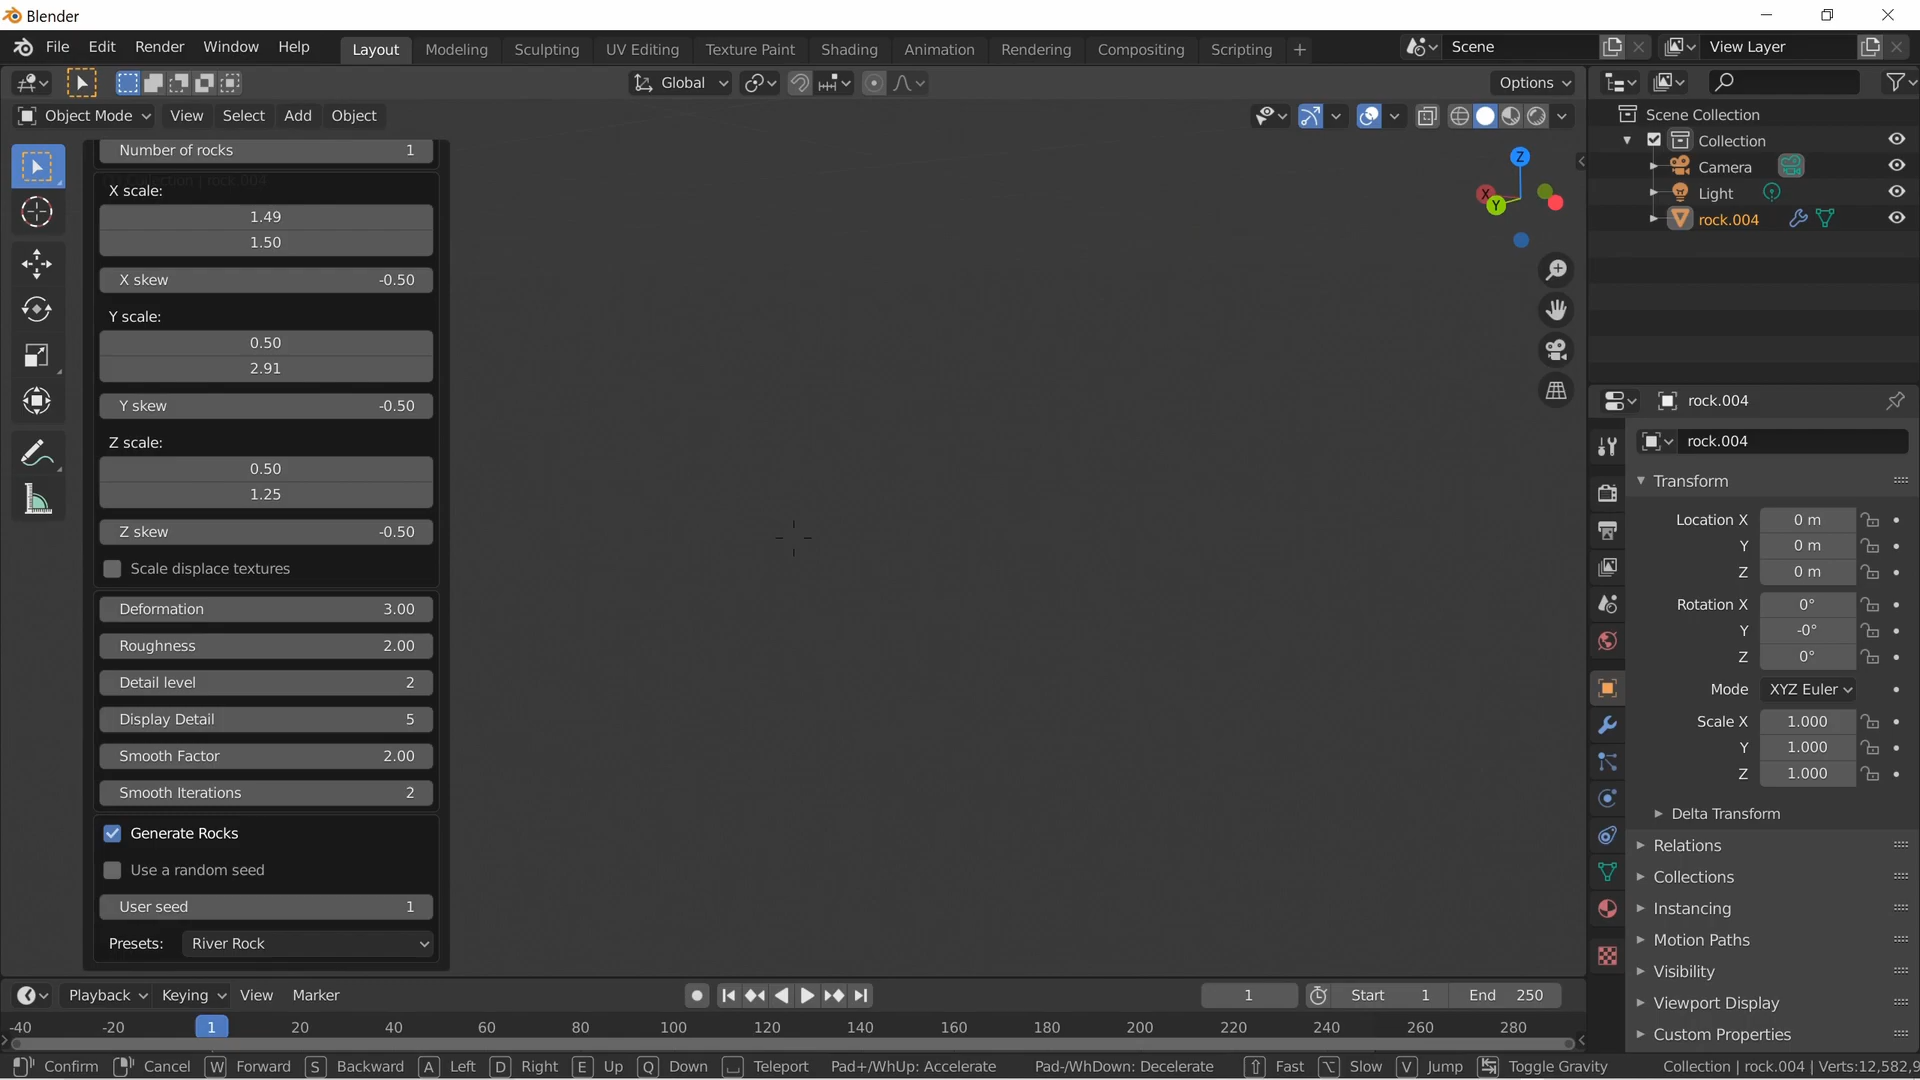 Blender
File Edit Render Window Help Layout Modeling Sculpting UV Editing Texture Paint Shading Animation Rendering Compositing Scripting + Scene View Layer
Global Options
Object Mode View Select Add Object
Scene Collection
Collection
Camera
Light
rock.004
Z
X
Y
Number of rocks 1
Collection | rock.004
X scale:
1.49
1.50
X skew -0.50
Y scale:
0.50
2.91
Y skew -0.50
Z scale:
0.50
1.25
Z skew -0.50
Scale displace textures
Deformation 3.00
Roughness 2.00
Detail level 2
Display Detail 5
Smooth Factor 2.00
Smooth Iterations 2
Generate Rocks
Use a random seed
User seed 1
Presets: River Rock
rock.004
rock.004
Transform
Location X 0 m
Y 0 m
Z 0 m
Rotation X 0°
Y -0°
Z 0°
Mode XYZ Euler
Scale X 1.000
Y 1.000
Z 1.000
Delta Transform
Relations
Collections
Instancing
Motion Paths
Visibility
Viewport Display
Custom Properties
Playback Keying View Marker 1 Start 1 End 250
-40 -20 1 20 40 60 80 100 120 140 160 180 200 220 240 260 280
Confirm Cancel W Forward S Backward A Left D Right E Up Q Down Teleport Pad+/WhUp: Accelerate Pad-/WhDown: Decelerate Fast Slow V Jump Toggle Gravity Collection | rock.004 | Verts:12,582,9